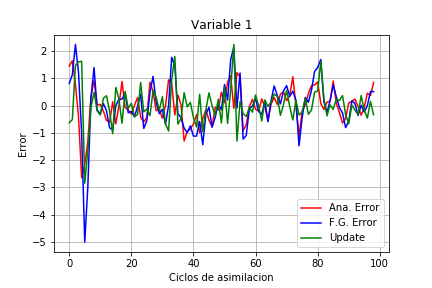 Variable 1
Error
2
1
0
−1
−2
−3
−4
−5
Ana. Error
F.G. Error
Update
0
20
40
60
80
100
Ciclos de asimilacion